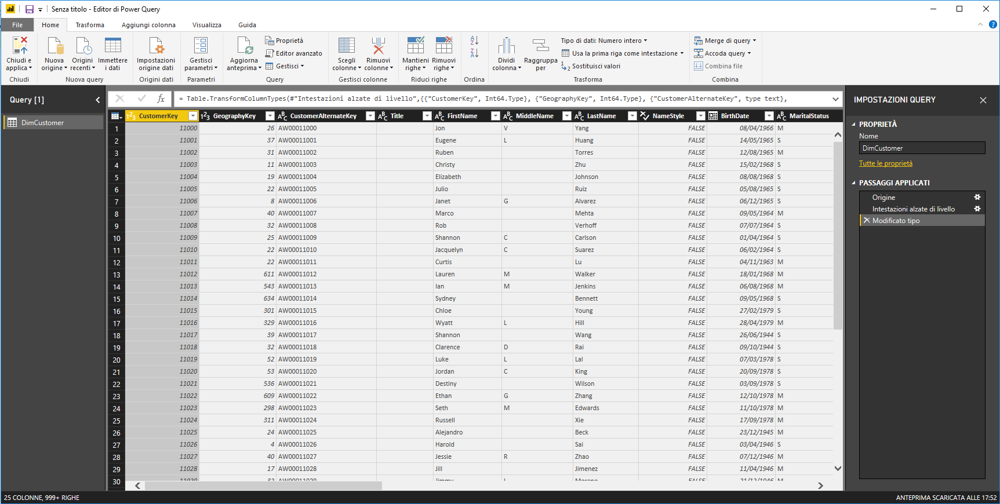 Senza titolo - Editor di Power Query
File Home Trasforma Aggiungi colonna Visualizza Guida
Chiudi e applica
Chiudi
Nuova origine
Origini recenti
Immettere i dati
Nuova query
Impostazioni origine dati
Origini dati
Gestisci parametri
Parametri
Aggiorna anteprima
Proprietà
Editor avanzato
Gestisci
Query
Scegli colonne
Rimuovi colonne
Gestisci colonne
Mantieni righe
Rimuovi righe
Riduci righe
Ordina
Dividi colonna
Raggruppa per
Tipo di dati: Numero intero
Usa la prima riga come intestazione
Sostituisci valori
Trasforma
Merge di query
Accoda query
Combina file
Combina
Query [1]
DimCustomer
fx = Table.TransformColumnTypes(#"Intestazioni alzate di livello",{{"CustomerKey", Int64.Type}, {"GeographyKey", Int64.Type}, {"CustomerAlternateKey", type text},
CustomerKey GeographyKey CustomerAlternateKey Title FirstName MiddleName LastName NameStyle BirthDate MaritalStatus
1 11000 26 AW00011000 Jon V Yang FALSE 08/04/1966 M
2 11001 37 AW00011001 Eugene L Huang FALSE 14/05/1965 S
3 11002 31 AW00011002 Ruben Torres FALSE 12/08/1965 M
4 11003 11 AW00011003 Christy Zhu FALSE 15/02/1968 S
5 11004 19 AW00011004 Elizabeth Johnson FALSE 08/08/1968 S
6 11005 22 AW00011005 Julio Ruiz FALSE 05/08/1965 S
7 11006 8 AW00011006 Janet G Alvarez FALSE 06/12/1965 S
8 11007 40 AW00011007 Marco Mehta FALSE 09/05/1964 M
9 11008 32 AW00011008 Rob Verhoff FALSE 07/07/1964 S
10 11009 25 AW00011009 Shannon C Carlson FALSE 01/04/1964 S
11 11010 22 AW00011010 Jacquelyn C Suarez FALSE 06/02/1964 S
12 11011 22 AW00011011 Curtis Lu FALSE 04/11/1963 M
13 11012 611 AW00011012 Lauren M Walker FALSE 18/01/1968 M
14 11013 543 AW00011013 Ian M Jenkins FALSE 06/08/1968 M
15 11014 634 AW00011014 Sydney Bennett FALSE 09/05/1968 S
16 11015 301 AW00011015 Chloe Young FALSE 27/02/1979 S
17 11016 329 AW00011016 Wyatt L Hill FALSE 28/04/1979 M
18 11017 39 AW00011017 Shannon Wang FALSE 26/06/1944 S
19 11018 32 AW00011018 Clarence D Rai FALSE 09/10/1944 S
20 11019 52 AW00011019 Luke L Lal FALSE 07/03/1978 S
21 11020 53 AW00011020 Jordan C King FALSE 20/09/1978 S
22 11021 536 AW00011021 Destiny Wilson FALSE 03/09/1978 S
23 11022 609 AW00011022 Ethan G Zhang FALSE 12/10/1978 M
24 11023 298 AW00011023 Seth M Edwards FALSE 11/10/1978 M
25 11024 311 AW00011024 Russell Xie FALSE 17/09/1978 M
26 11025 24 AW00011025 Alejandro Beck FALSE 23/12/1945 M
27 11026 4 AW00011026 Harold Sai FALSE 03/04/1946 S
28 11027 40 AW00011027 Jessie R Zhao FALSE 07/12/1946 M
29 11028 17 AW00011028 Jill Jimenez FALSE 11/04/1946 M
30 11029 32 AW00011029 Jimmy L Moreno FALSE 21/12/1946 M
IMPOSTAZIONI QUERY
PROPRIETÀ
Nome
DimCustomer
Tutte le proprietà
PASSAGGI APPLICATI
Origine
Intestazioni alzate di livello
Modificato tipo
25 COLONNE, 999+ RIGHE
ANTEPRIMA SCARICATA ALLE 17:52